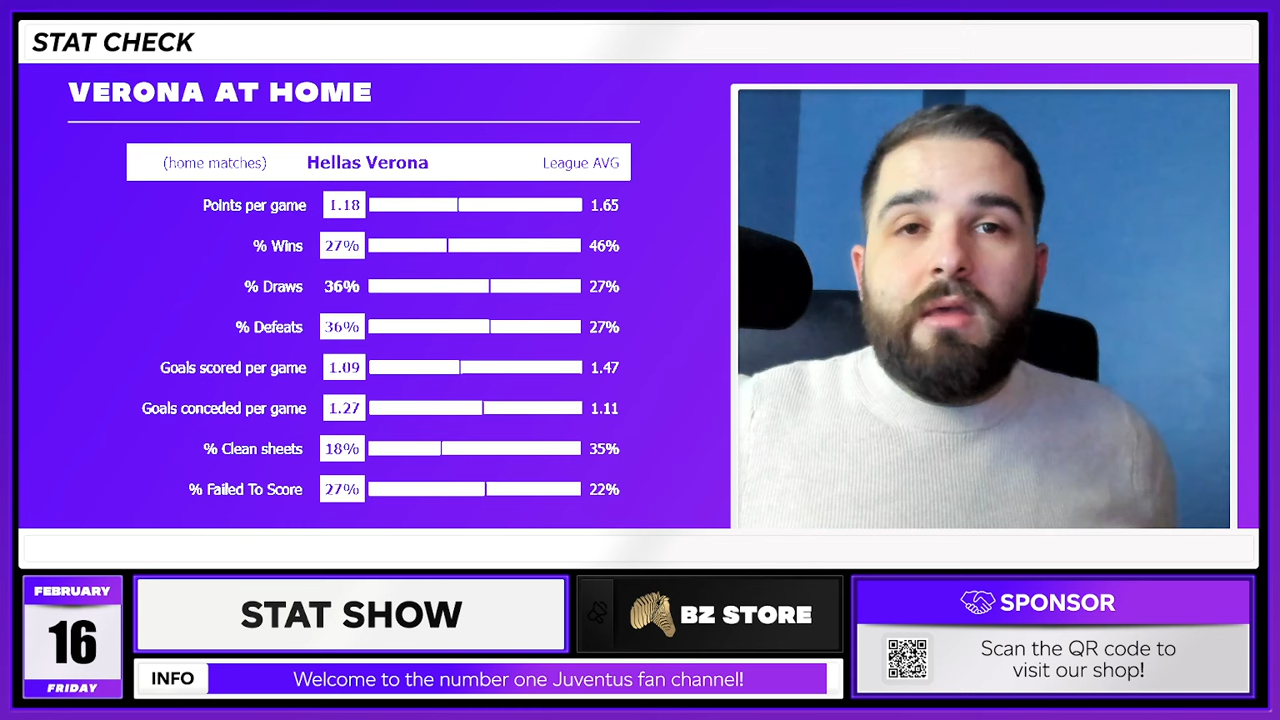 STAT CHECK
VERONA AT HOME
(home matches) Hellas Verona League AVG
Points per game 1.18 1.65
% Wins 27% 46%
% Draws 36% 27%
% Defeats 36% 27%
Goals scored per game 1.09 1.47
Goals conceded per game 1.27 1.11
% Clean sheets 18% 35%
% Failed To Score 27% 22%
FEBRUARY
16
FRIDAY
STAT SHOW
BZ STORE
INFO
Welcome to the number one Juventus fan channel!
SPONSOR
Scan the QR code to
visit our shop!